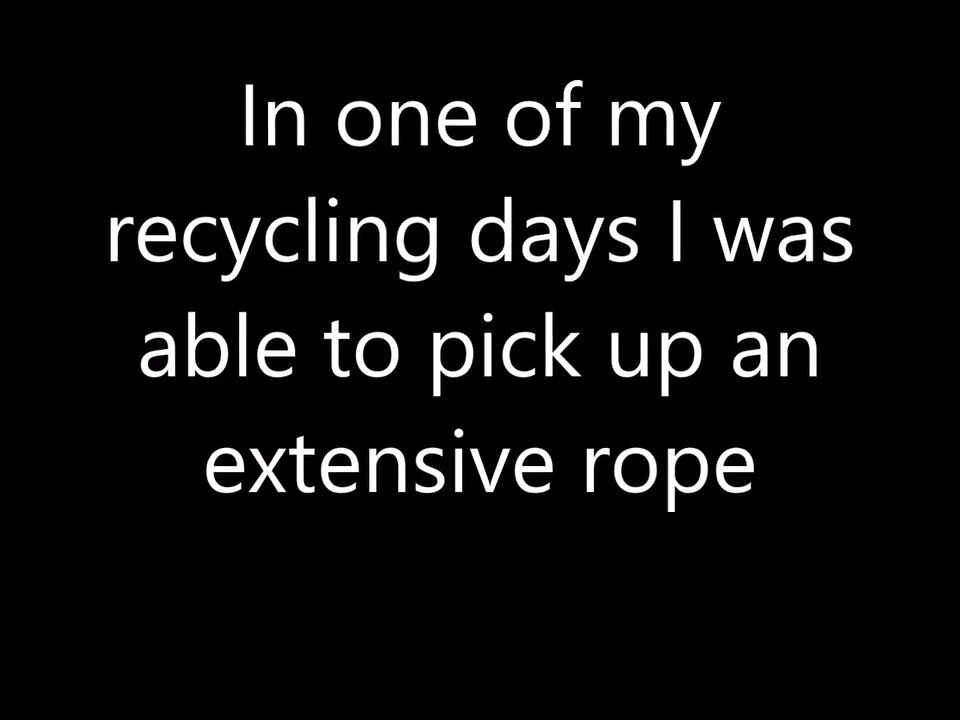 In one of my
recycling days I was
able to pick up an
extensive rope